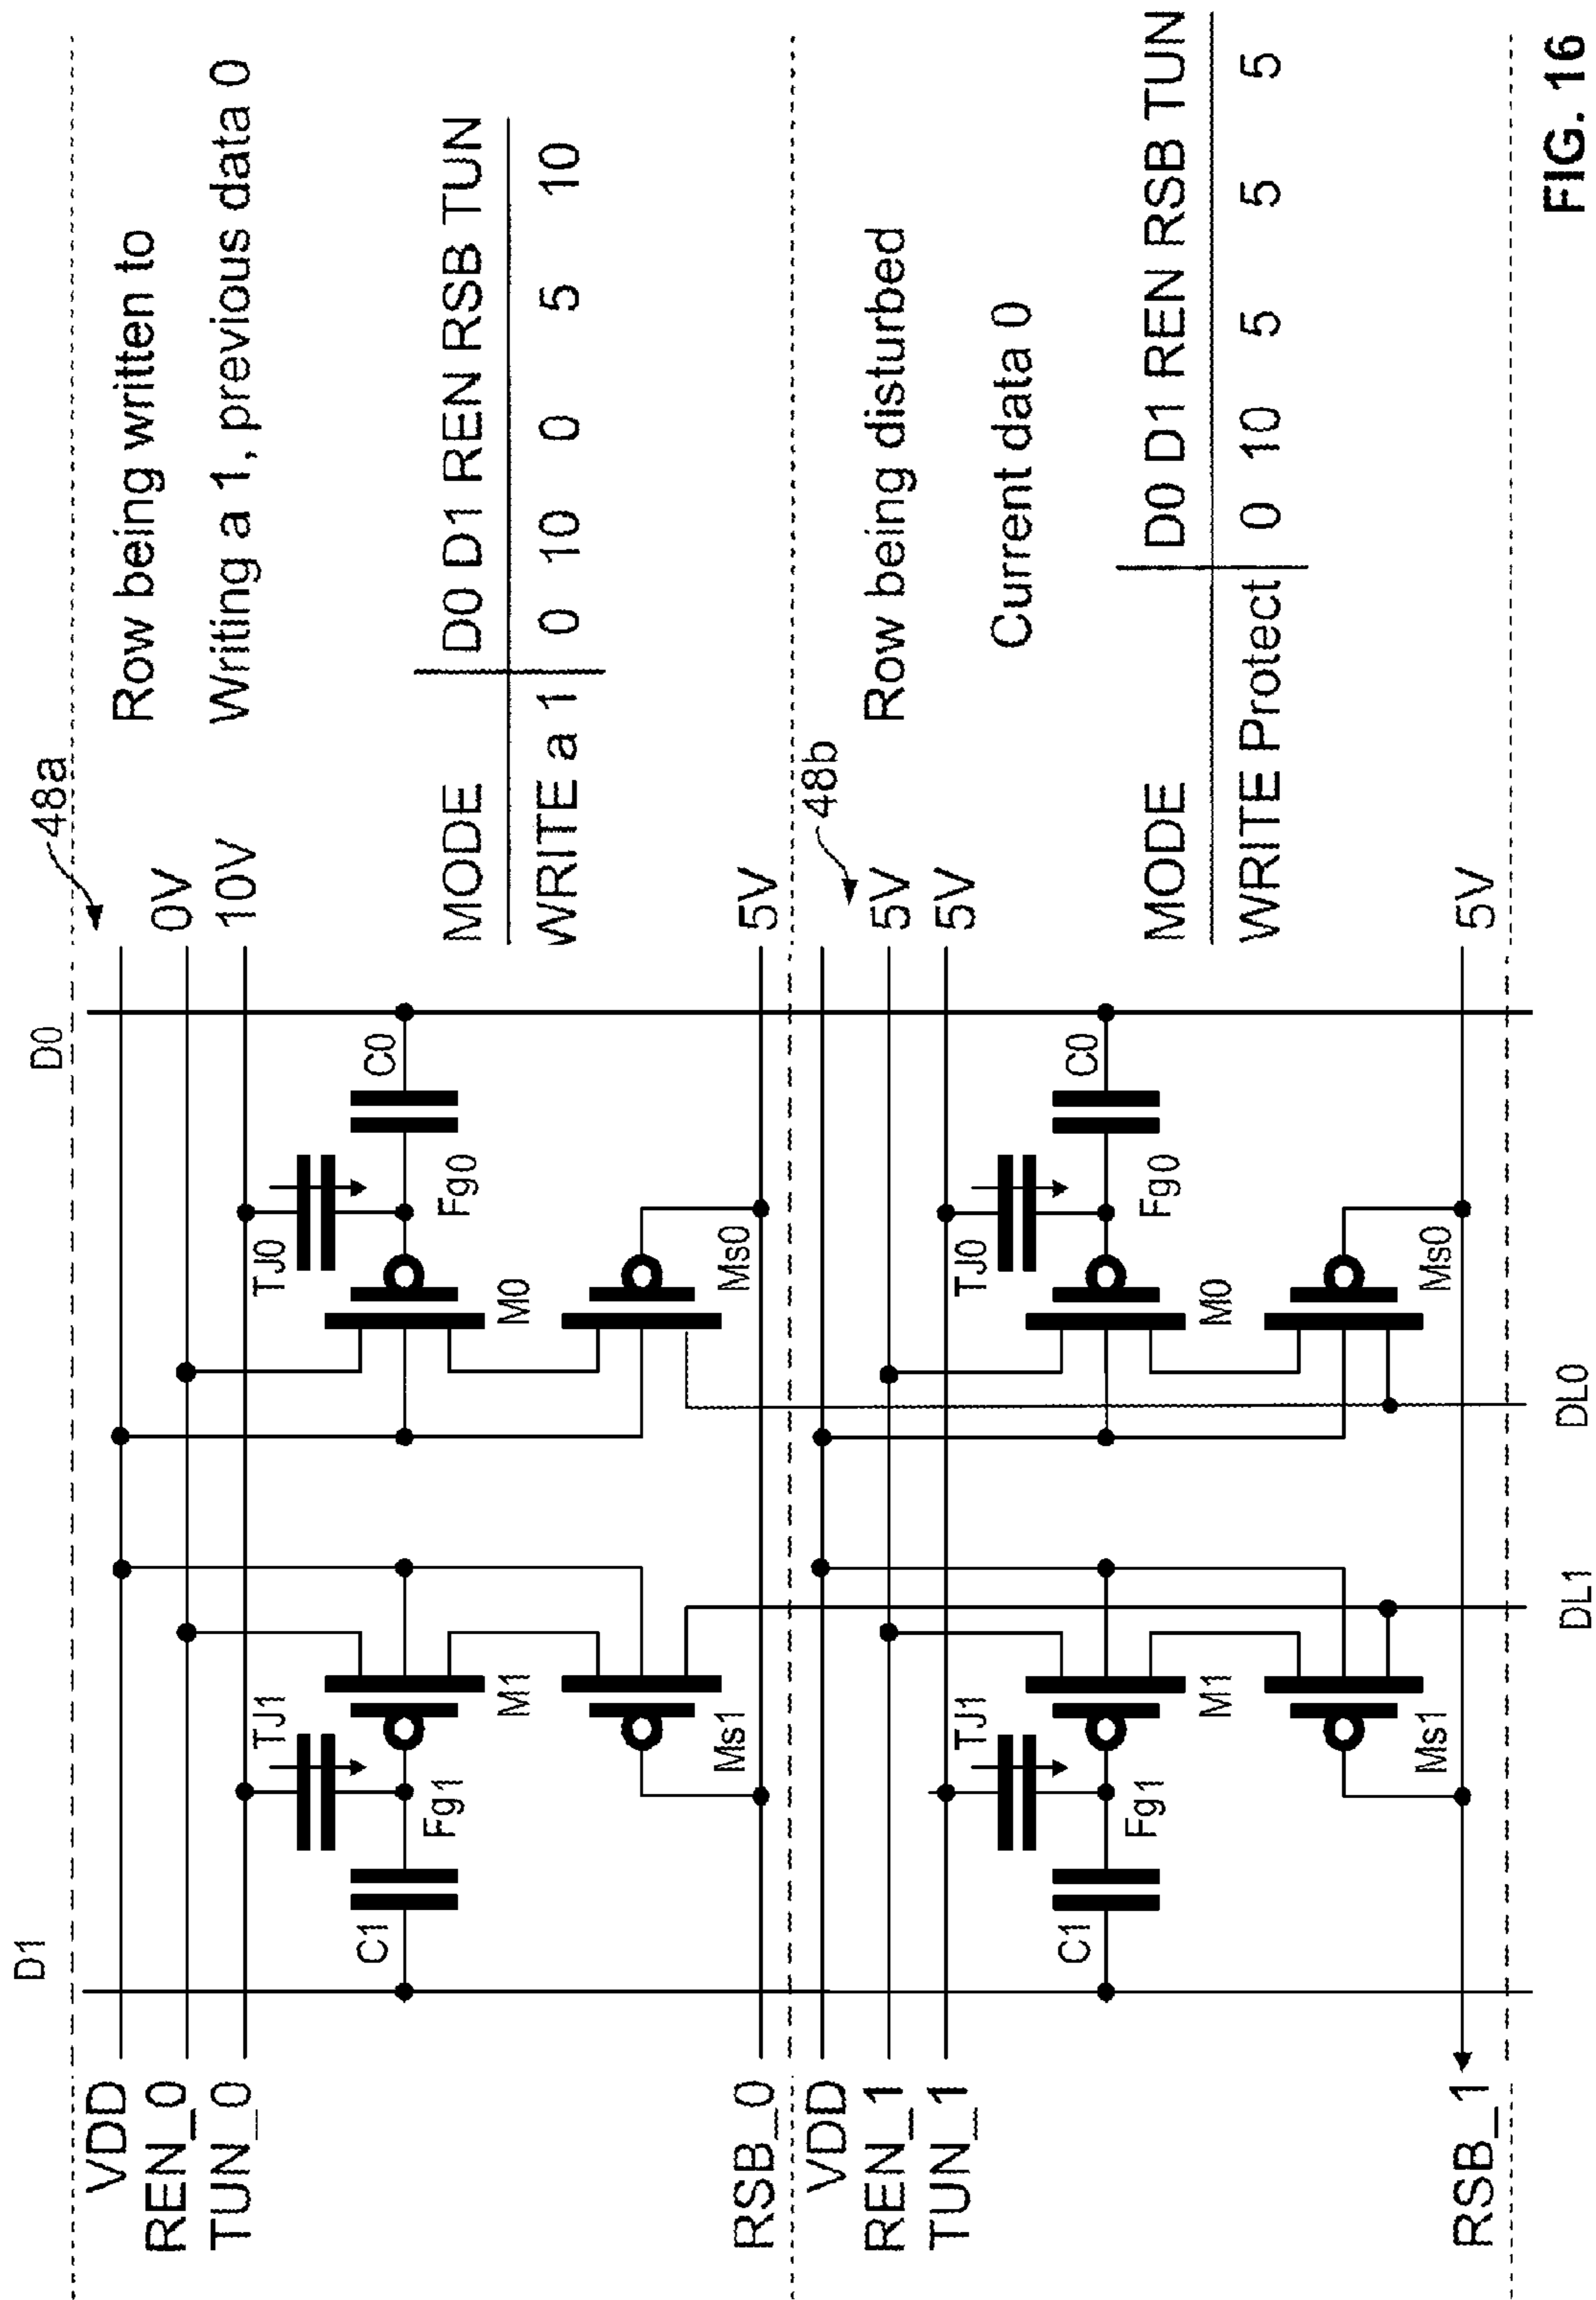 D1
D0
48a
VDD
REN_0
0V
TUN_0
10V
C1
TJ1
Fg1
M1
Ms1
TJ0
M0
Ms0
Fg0
C0
RSB_0
5V
Row being written to
Writing a 1, previous data 0
MODE D0 D1 REN RSB TUN
WRITE a 1 0 10 0 5 10
48b
VDD
REN_1
5V
TUN_1
5V
C1
TJ1
Fg1
M1
Ms1
TJ0
M0
Ms0
Fg0
C0
RSB_1
5V
Row being disturbed
Current data 0
MODE D0 D1 REN RSB TUN
WRITE Protect 0 10 5 5 5
DL1
DL0
FIG. 16